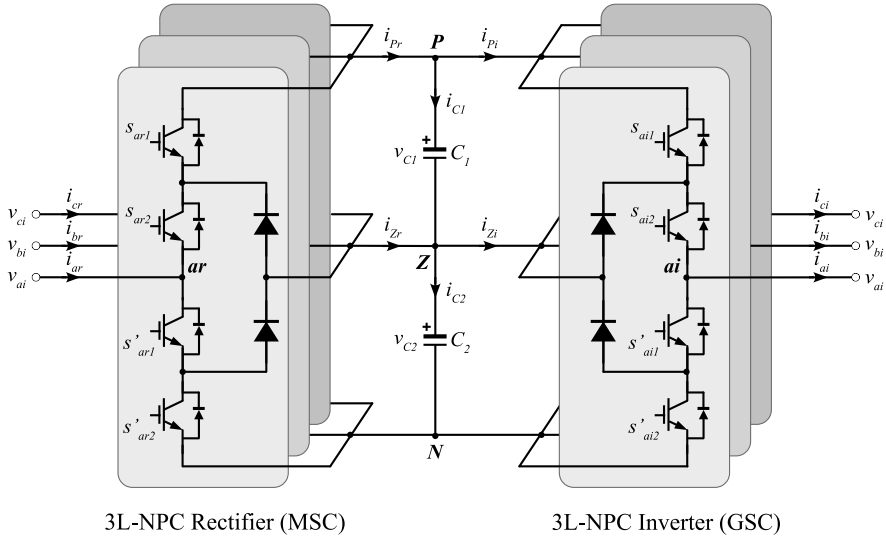 i_Pr
P
i_Pi
i_C1
s_ar1
v_C1
C_1
s_ai1
v_ci
i_cr
s_ar2
s_ai2
i_ci
v_ci
v_bi
i_br
i_Zr
i_Zi
i_bi
v_bi
v_ai
i_ar
ar
Z
ai
i_ai
v_ai
i_C2
s'_ar1
v_C2
C_2
s'_ai1
s'_ar2
s'_ai2
N
3L-NPC Rectifier (MSC)
3L-NPC Inverter (GSC)